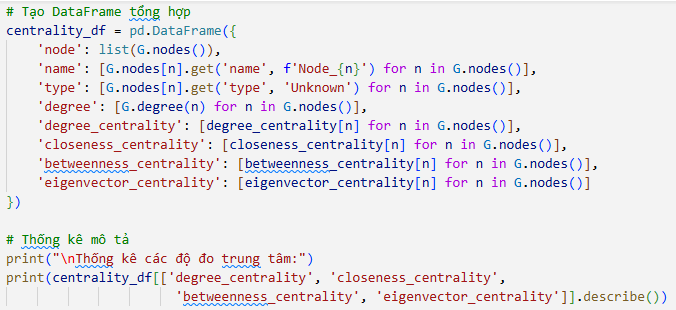 # Tạo DataFrame tổng hợp
centrality_df = pd.DataFrame({
    'node': list(G.nodes()),
    'name': [G.nodes[n].get('name', f'Node_{n}') for n in G.nodes()],
    'type': [G.nodes[n].get('type', 'Unknown') for n in G.nodes()],
    'degree': [G.degree(n) for n in G.nodes()],
    'degree_centrality': [degree_centrality[n] for n in G.nodes()],
    'closeness_centrality': [closeness_centrality[n] for n in G.nodes()],
    'betweenness_centrality': [betweenness_centrality[n] for n in G.nodes()],
    'eigenvector_centrality': [eigenvector_centrality[n] for n in G.nodes()]
})

# Thống kê mô tả
print("\nThống kê các độ đo trung tâm:")
print(centrality_df[['degree_centrality', 'closeness_centrality',
                     'betweenness_centrality', 'eigenvector_centrality']].describe())